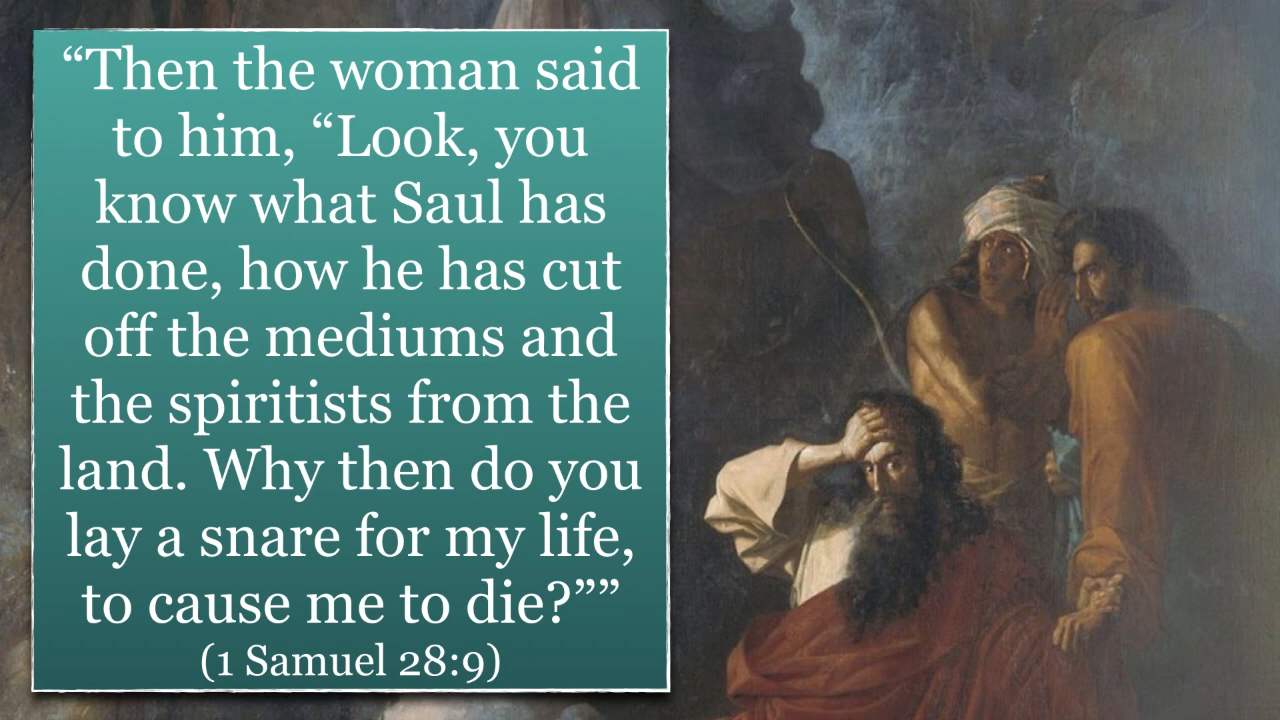 “Then the woman said
to him, “Look, you
know what Saul has
done, how he has cut
off the mediums and
the spiritists from the
land. Why then do you
lay a snare for my life,
to cause me to die?””
(1 Samuel 28:9)